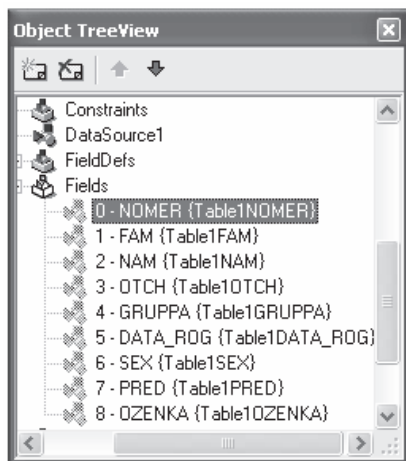 Object TreeView
Constraints
DataSource1
FieldDefs
Fields
0 - NOMER {Table1NOMER}
1 - FAM {Table1FAM}
2 - NAM {Table1NAM}
3 - OTCH {Table1OTCH}
4 - GRUPPA {Table1GRUPPA}
5 - DATA_ROG {Table1DATA_ROG}
6 - SEX {Table1SEX}
7 - PRED {Table1PRED}
8 - OZENKA {Table1OZENKA}